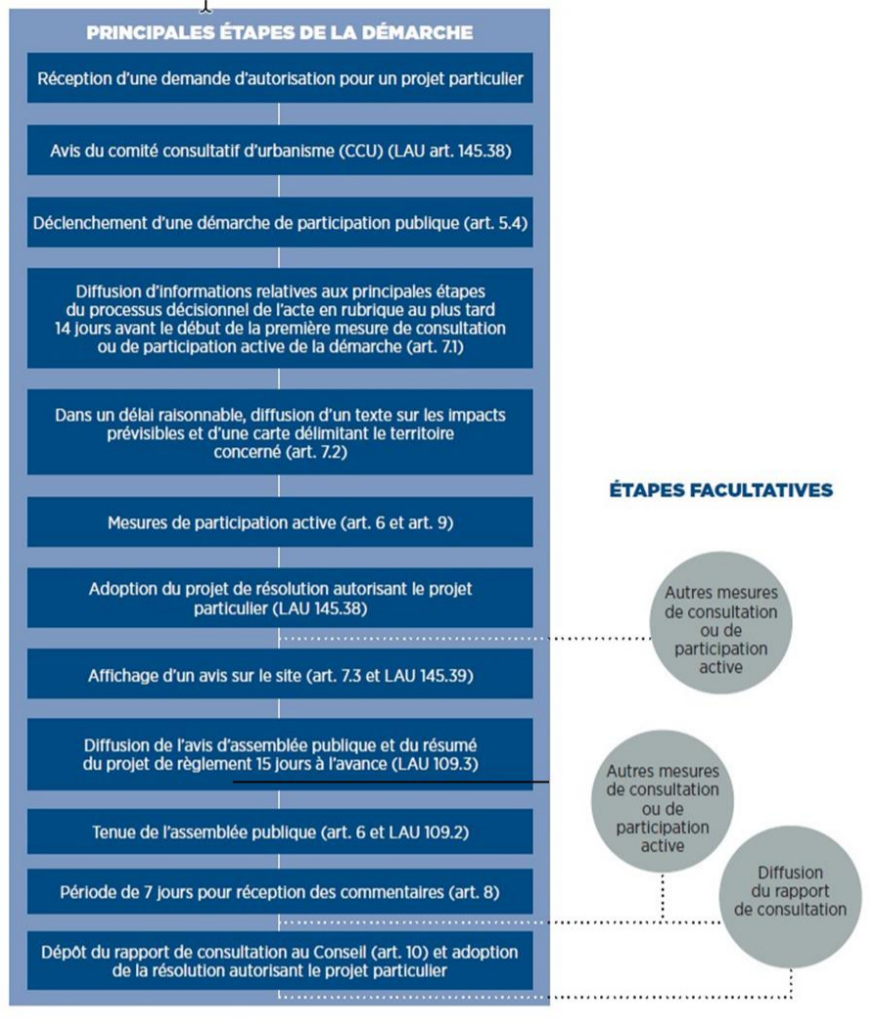 PRINCIPALES ÉTAPES DE LA DÉMARCHE
Réception d'une demande d'autorisation pour un projet particulier
Avis du comité consultatif d'urbanisme (CCU) (LAU art. 145.38)
Déclenchement d'une démarche de participation publique (art. 5.4)
Diffusion d'informations relatives aux principales étapes
du processus décisionnel de l'acte en rubrique au plus tard
14 jours avant le début de la première mesure de consultation
ou de participation active de la démarche (art. 7.1)
Dans un délai raisonnable, diffusion d'un texte sur les impacts
prévisibles et d'une carte délimitant le territoire
concerné (art. 7.2)
Mesures de participation active (art. 6 et art. 9)
Adoption du projet de résolution autorisant le projet
particulier (LAU 145.38)
Affichage d'un avis sur le site (art. 7.3 et LAU 145.39)
Diffusion de l'avis d'assemblée publique et du résumé
du projet de règlement 15 jours à l'avance (LAU 109.3)
Tenue de l'assemblée publique (art. 6 et LAU 109.2)
Période de 7 jours pour réception des commentaires (art. 8)
Dépôt du rapport de consultation au Conseil (art. 10) et adoption
de la résolution autorisant le projet particulier
ÉTAPES FACULTATIVES
Autres mesures
de consultation
ou de
participation
active
Autres mesures
de consultation
ou de
participation
active
Diffusion
du rapport
de consultation